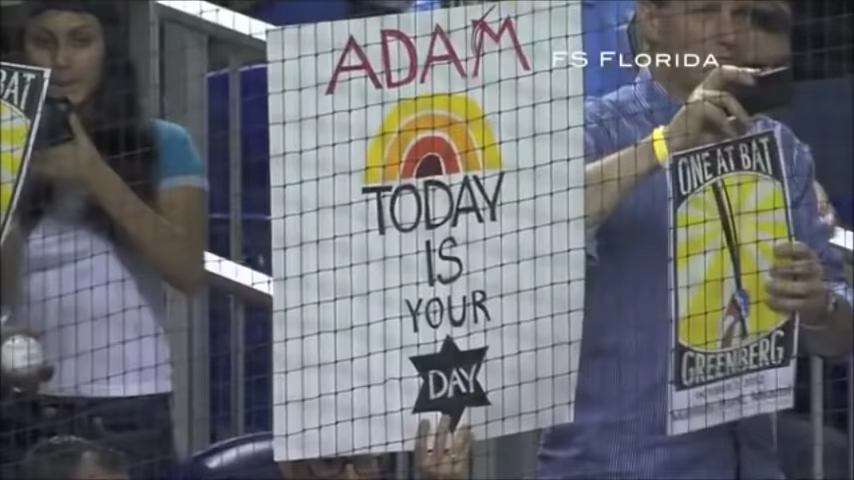 FS FLORIDA
ADAM
TODAY
IS
YOUR
DAY
ONE AT BAT
GREENBERG
BAT